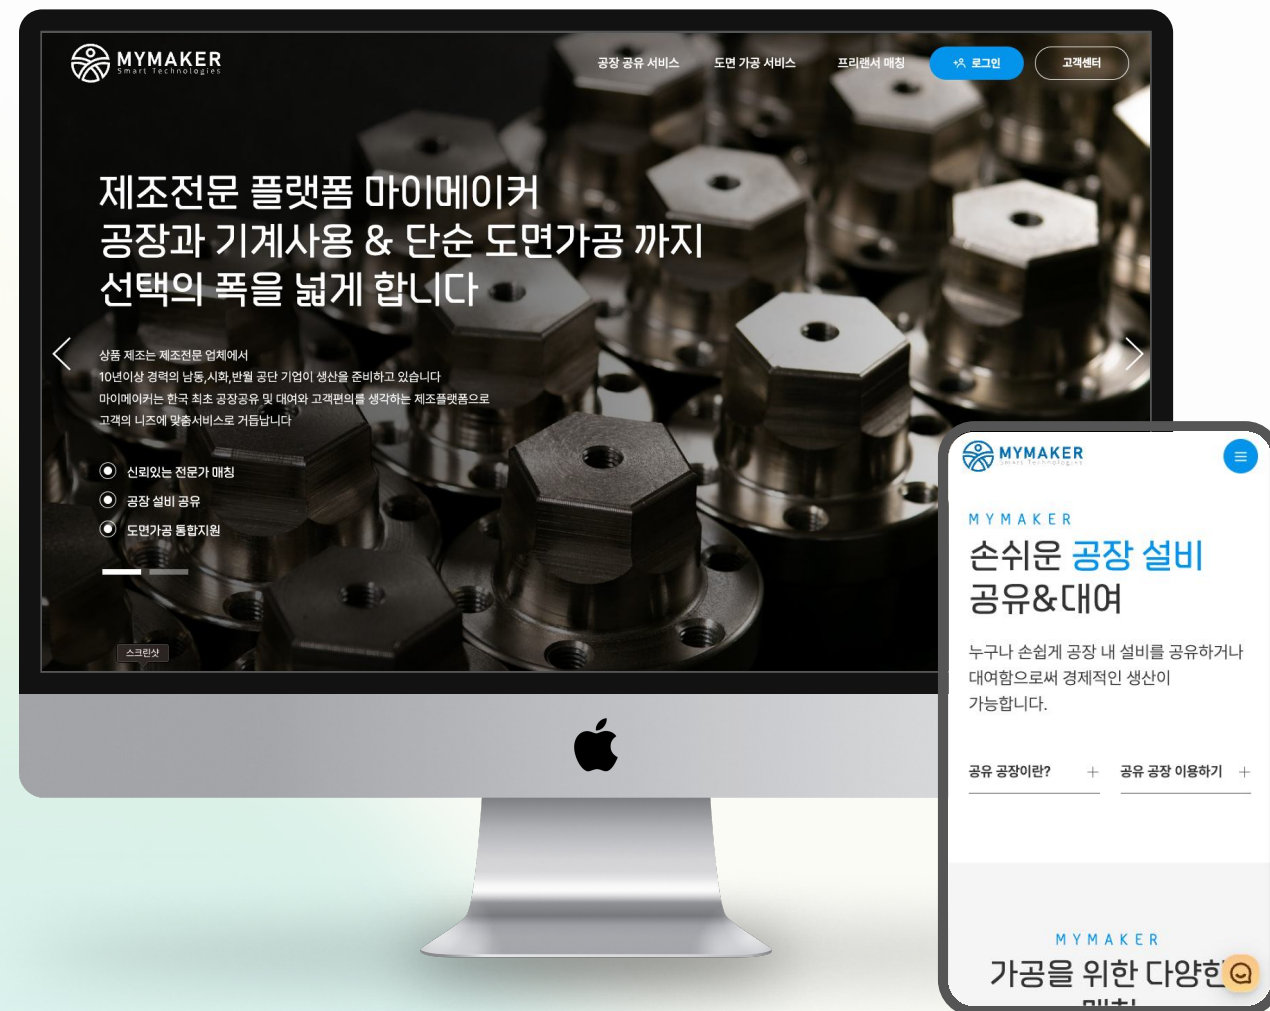 MYMAKER
Smart Technologies
공장 공유 서비스
도면 가공 서비스
프리랜서 매칭
로그인
고객센터
제조전문 플랫폼 마이메이커
공장과 기계사용 & 단순 도면가공 까지
선택의 폭을 넓게 합니다
상품 제조는 제조전문 업체에서
10년이상 경력의 남동,시화,반월 공단 기업이 생산을 준비하고 있습니다
마이메이커는 한국 최초 공장공유 및 대여와 고객편의를 생각하는 제조플랫폼으로
고객의 니즈에 맞춤서비스로 거듭납니다
신뢰있는 전문가 매칭
공장 설비 공유
도면가공 통합지원
스크린샷
MYMAKER
Smart Technologies
MYMAKER
손쉬운 공장 설비
공유&대여
누구나 손쉽게 공장 내 설비를 공유하거나
대여함으로써 경제적인 생산이
가능합니다.
공유 공장이란?
공유 공장 이용하기
MYMAKER
가공을 위한 다양한